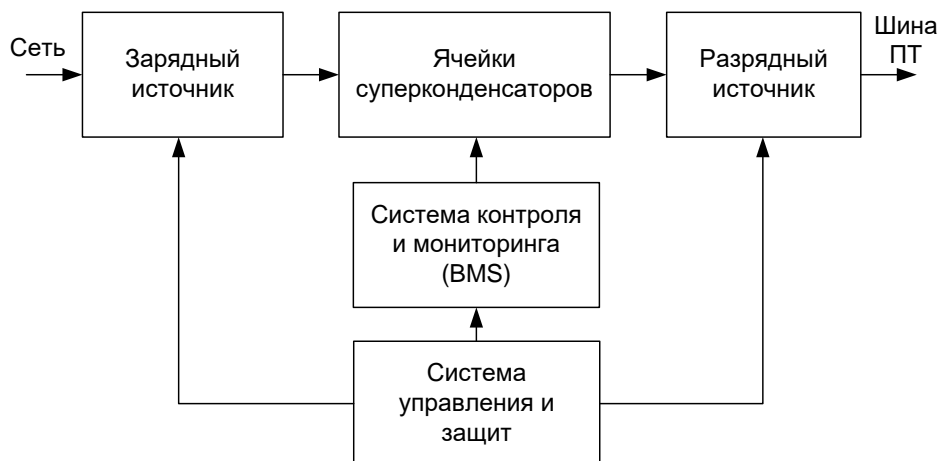 Сеть
Зарядный
источник
Ячейки
суперконденсаторов
Разрядный
источник
Шина
ПТ
Система контроля
и мониторинга
(BMS)
Система
управления и
защит